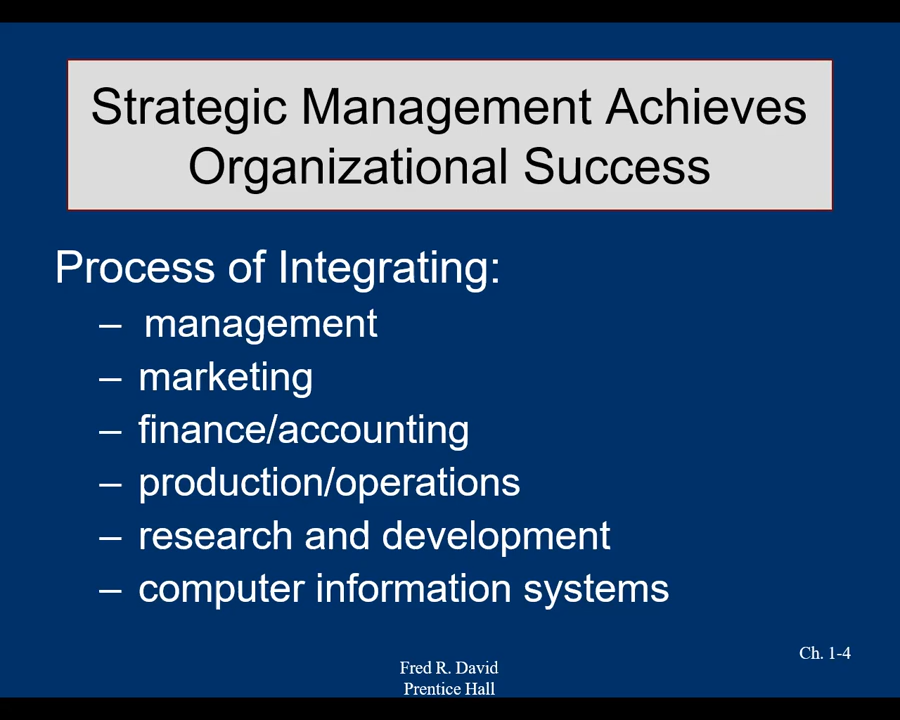 Strategic Management Achieves
Organizational Success
Process of Integrating:
– management
– marketing
– finance/accounting
– production/operations
– research and development
– computer information systems
Ch. 1-4
Fred R. David
Prentice Hall